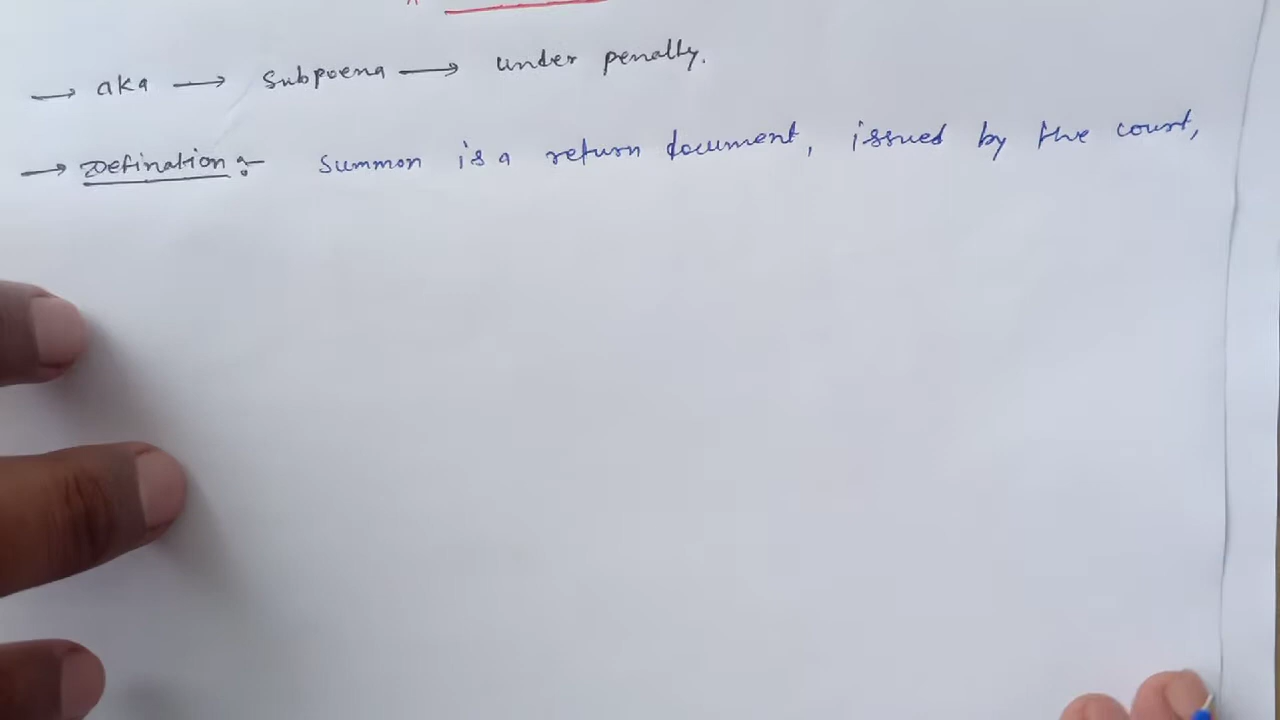 → aka → Subpoena → under penalty.
→ Defination :- Summon is a return document, issued by the court,